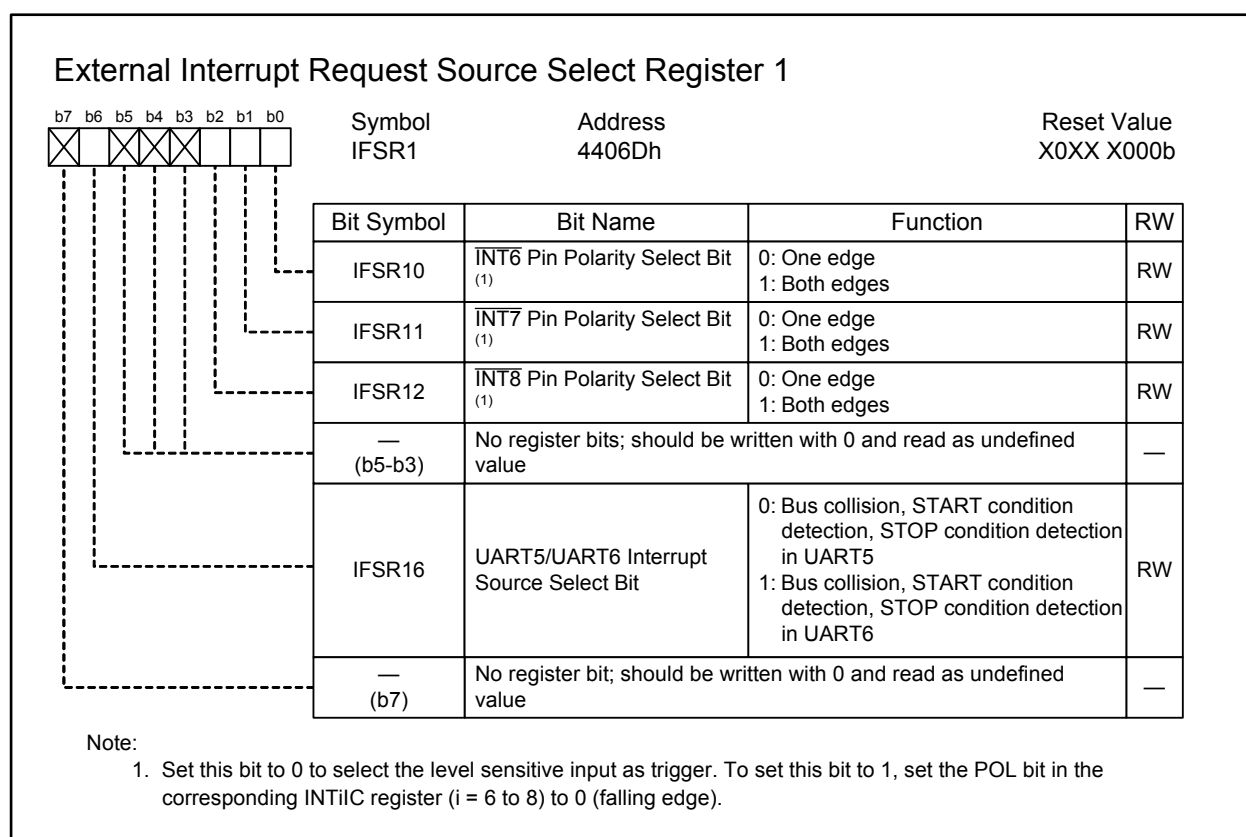 External Interrupt Request Source Select Register 1
b7 b6 b5 b4 b3 b2 b1 b0
Symbol Address Reset Value
IFSR1 4406Dh X0XX X000b
Bit Symbol Bit Name Function RW
IFSR10 INT6 Pin Polarity Select Bit (1) 0: One edge
1: Both edges RW
IFSR11 INT7 Pin Polarity Select Bit (1) 0: One edge
1: Both edges RW
IFSR12 INT8 Pin Polarity Select Bit (1) 0: One edge
1: Both edges RW
— (b5-b3) No register bits; should be written with 0 and read as undefined
value —
IFSR16 UART5/UART6 Interrupt
Source Select Bit
0: Bus collision, START condition
detection, STOP condition detection
in UART5
1: Bus collision, START condition
detection, STOP condition detection
in UART6
RW
— (b7) No register bit; should be written with 0 and read as undefined
value —
Note:
1. Set this bit to 0 to select the level sensitive input as trigger. To set this bit to 1, set the POL bit in the
corresponding INTiIC register (i = 6 to 8) to 0 (falling edge).